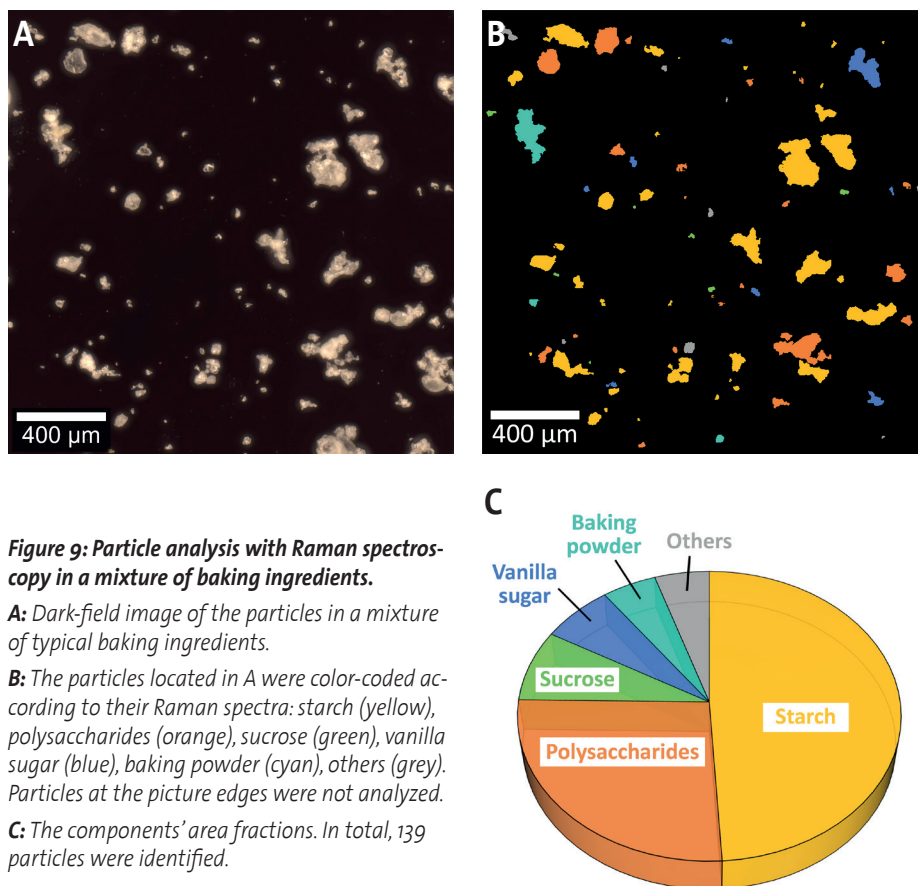 A
B
400 µm
400 µm
Figure 9: Particle analysis with Raman spectros-
copy in a mixture of baking ingredients.
A: Dark-field image of the particles in a mixture
of typical baking ingredients.
B: The particles located in A were color-coded ac-
cording to their Raman spectra: starch (yellow),
polysaccharides (orange), sucrose (green), vanilla
sugar (blue), baking powder (cyan), others (grey).
Particles at the picture edges were not analyzed.
C: The components' area fractions. In total, 139
particles were identified.
C
Baking
powder
Others
Vanilla
sugar
Sucrose
Starch
Polysaccharides